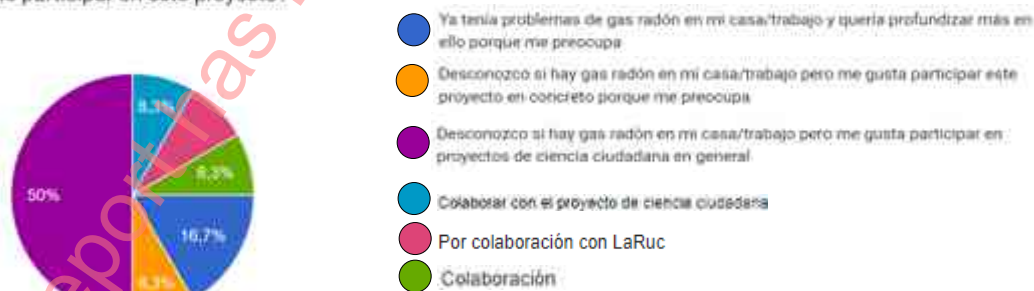 participar en este proyecto?
Ya tenía problemas de gas radón en mi casa/trabajo y quería profundizar más en
ello porque me preocupa
Desconozco si hay gas radón en mi casa/trabajo pero me gusta participar este
proyecto en concreto porque me preocupa
Desconozco si hay gas radón en mi casa/trabajo pero me gusta participar en
proyectos de ciencia ciudadana en general
Colaborar con el proyecto de ciencia ciudadana
Por colaboración con LaRuc
Colaboración
8,3%
8,3%
50%
16,7%
8,3%